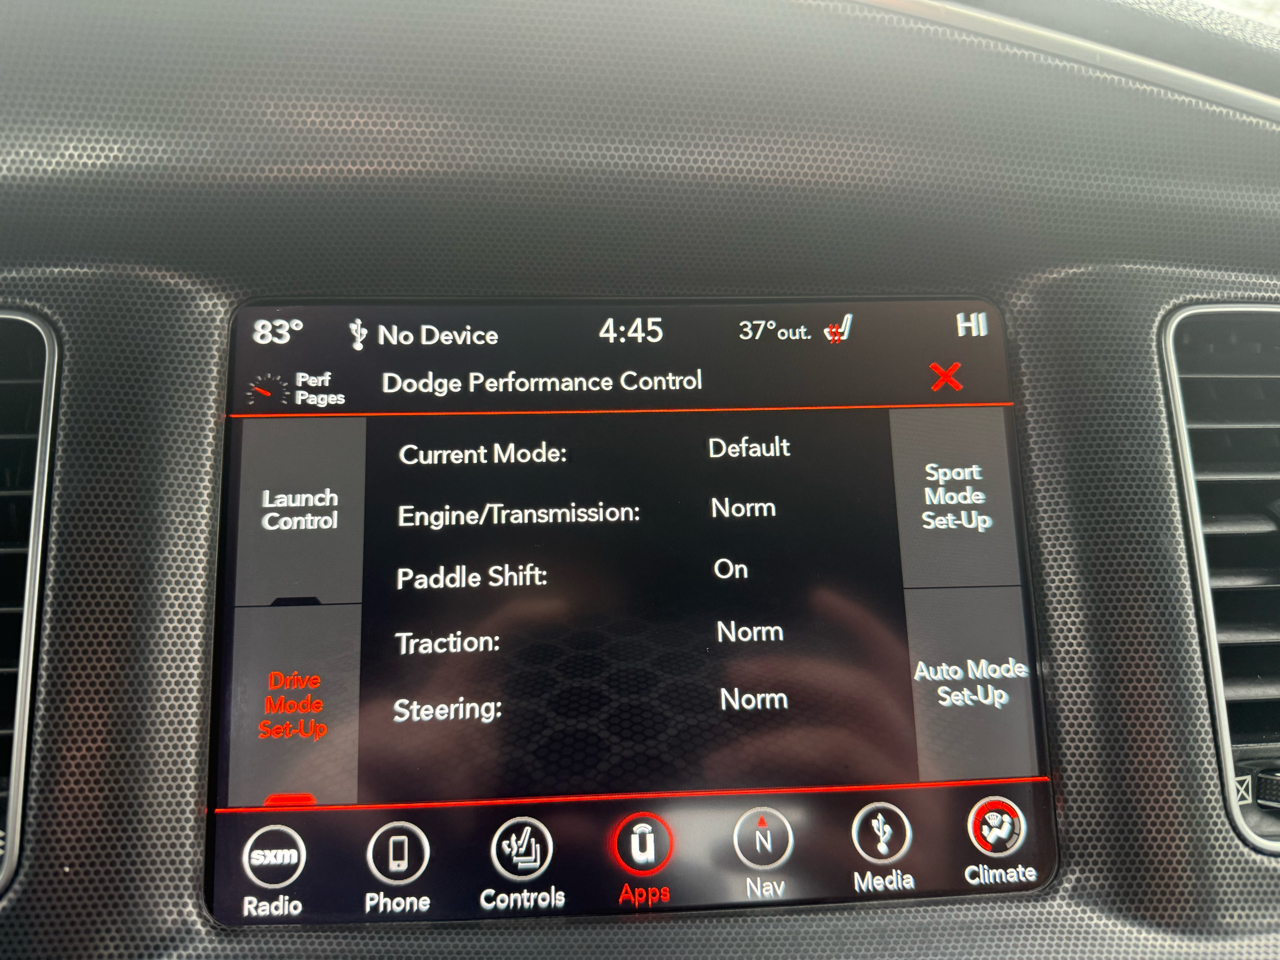 83° No Device 4:45 37°out. HI
Perf
Pages
Dodge Performance Control
Launch
Control
Drive
Mode
Set-Up
Current Mode: Default
Engine/Transmission: Norm
Paddle Shift: On
Traction: Norm
Steering: Norm
Sport
Mode
Set-Up
Auto Mode
Set-Up
sxm
N
Radio Phone Controls Apps Nav Media Climate